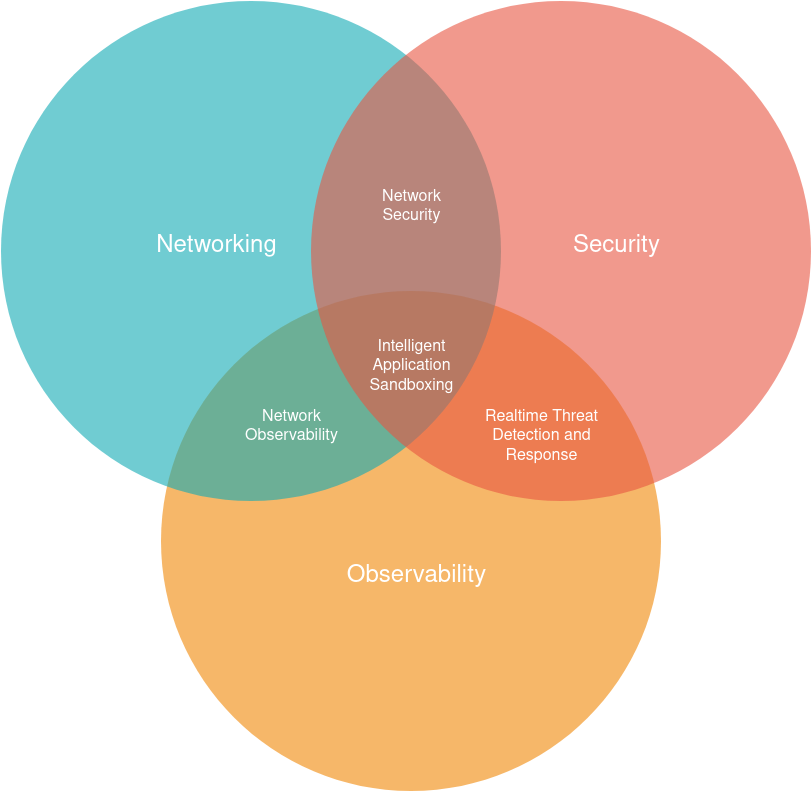 Network
Security
Networking
Security
Intelligent
Application
Sandboxing
Network
Observability
Realtime Threat
Detection and
Response
Observability